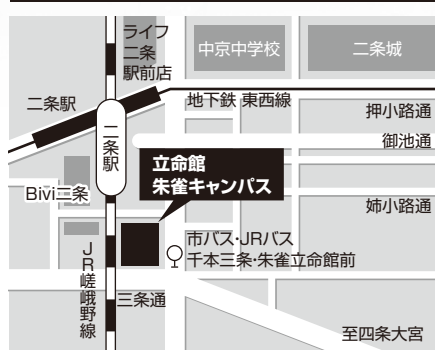 ライフ
二条
駅前店
中京中学校
二条城
二条駅
地下鉄 東西線
押小路通
御池通
二条駅
立命館
朱雀キャンパス
Bivi二条
姉小路通
市バス・JRバス
千本三条・朱雀立命館前
JR嵯峨野線
三条通
至四条大宮